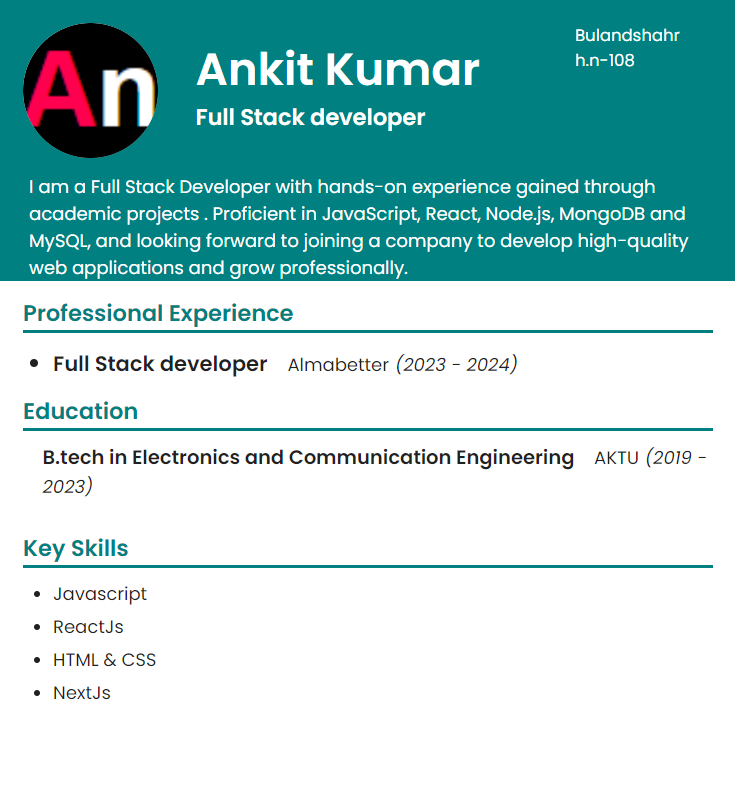 An
Ankit Kumar
Full Stack developer
Bulandshahr
h.n-108
I am a Full Stack Developer with hands-on experience gained through
academic projects . Proficient in JavaScript, React, Node.js, MongoDB and
MySQL, and looking forward to joining a company to develop high-quality
web applications and grow professionally.
Professional Experience
• Full Stack developer Almabetter (2023 - 2024)
Education
B.tech in Electronics and Communication Engineering AKTU (2019 -
2023)
Key Skills
• Javascript
• ReactJs
• HTML & CSS
• NextJs